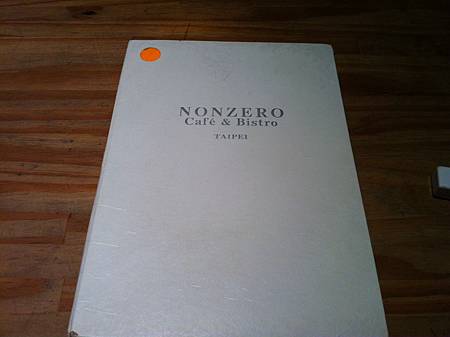 NONZERO
Café & Bistro
TAIPEI